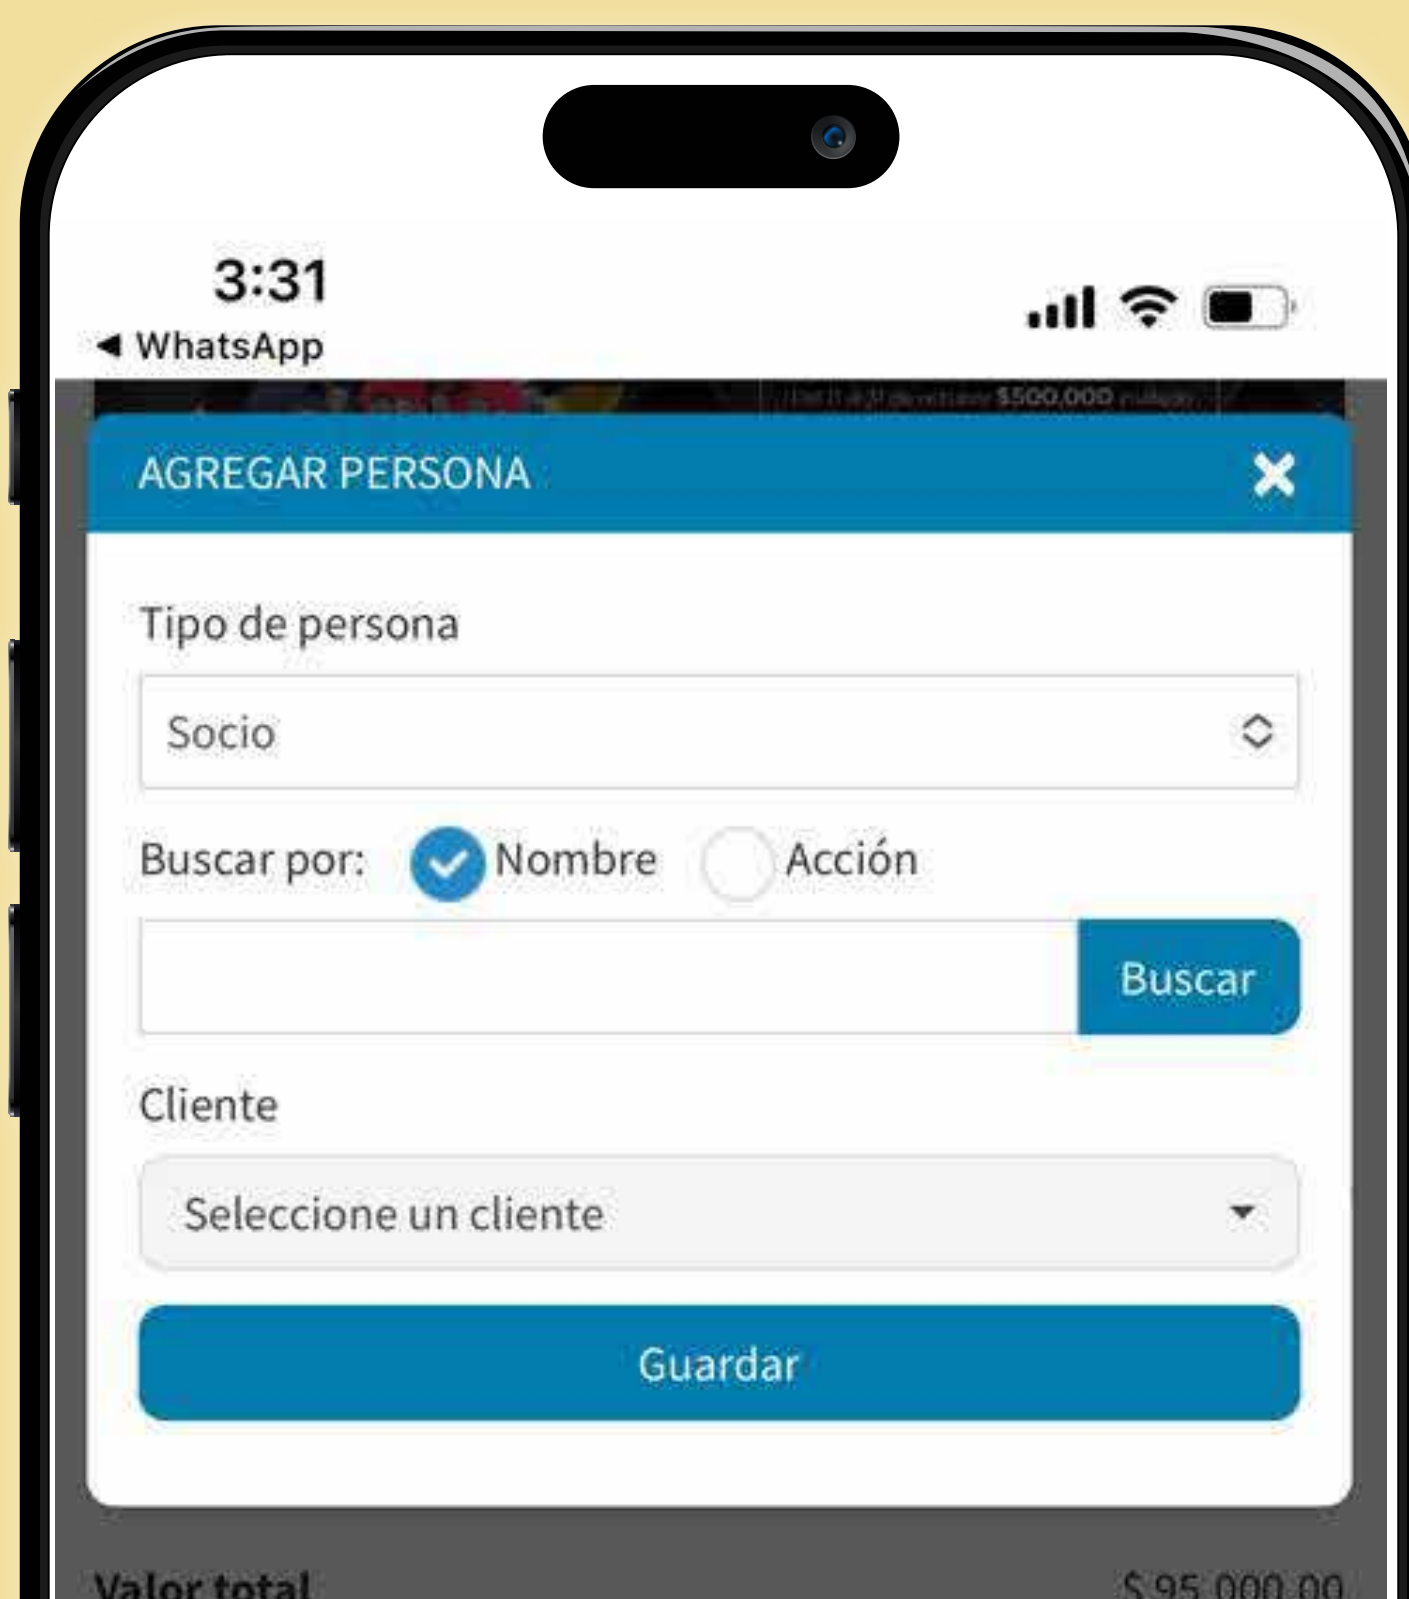 3:31
◀ WhatsApp
$500,000
AGREGAR PERSONA
Tipo de persona
Socio
Buscar por: Nombre Acción
Buscar
Cliente
Seleccione un cliente
Guardar
Valor total $ 95,000.00